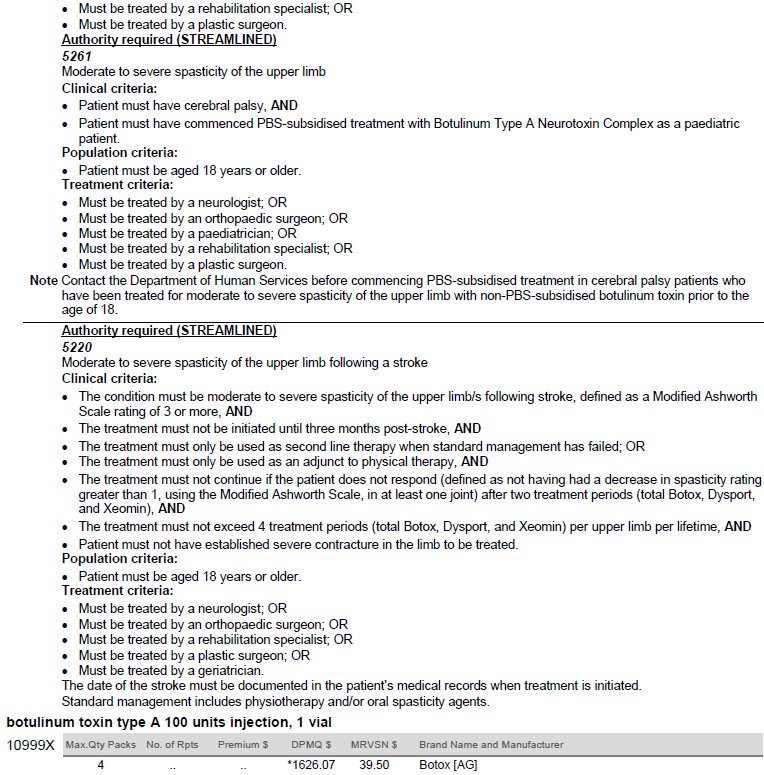 • Must be treated by a rehabilitation specialist; OR
• Must be treated by a plastic surgeon.
Authority required (STREAMLINED)
5261
Moderate to severe spasticity of the upper limb
Clinical criteria:
• Patient must have cerebral palsy, AND
• Patient must have commenced PBS-subsidised treatment with Botulinum Type A Neurotoxin Complex as a paediatric
patient.
Population criteria:
• Patient must be aged 18 years or older.
Treatment criteria:
• Must be treated by a neurologist; OR
• Must be treated by an orthopaedic surgeon; OR
• Must be treated by a paediatrician; OR
• Must be treated by a rehabilitation specialist; OR
• Must be treated by a plastic surgeon.
Note Contact the Department of Human Services before commencing PBS-subsidised treatment in cerebral palsy patients who
have been treated for moderate to severe spasticity of the upper limb with non-PBS-subsidised botulinum toxin prior to the
age of 18.
Authority required (STREAMLINED)
5220
Moderate to severe spasticity of the upper limb following a stroke
Clinical criteria:
• The condition must be moderate to severe spasticity of the upper limb/s following stroke, defined as a Modified Ashworth
Scale rating of 3 or more, AND
• The treatment must not be initiated until three months post-stroke, AND
• The treatment must only be used as second line therapy when standard management has failed; OR
• The treatment must only be used as an adjunct to physical therapy, AND
• The treatment must not continue if the patient does not respond (defined as not having had a decrease in spasticity rating
greater than 1, using the Modified Ashworth Scale, in at least one joint) after two treatment periods (total Botox, Dysport,
and Xeomin), AND
• The treatment must not exceed 4 treatment periods (total Botox, Dysport, and Xeomin) per upper limb per lifetime, AND
• Patient must not have established severe contracture in the limb to be treated.
Population criteria:
• Patient must be aged 18 years or older.
Treatment criteria:
• Must be treated by a neurologist; OR
• Must be treated by an orthopaedic surgeon; OR
• Must be treated by a rehabilitation specialist; OR
• Must be treated by a plastic surgeon; OR
• Must be treated by a geriatrician.
The date of the stroke must be documented in the patient's medical records when treatment is initiated.
Standard management includes physiotherapy and/or oral spasticity agents.
botulinum toxin type A 100 units injection, 1 vial
10999X Max.Qty Packs No. of Rpts Premium $ DPMQ $ MRVSN $ Brand Name and Manufacturer
4 .. .. *1626.07 39.50 Botox [AG]